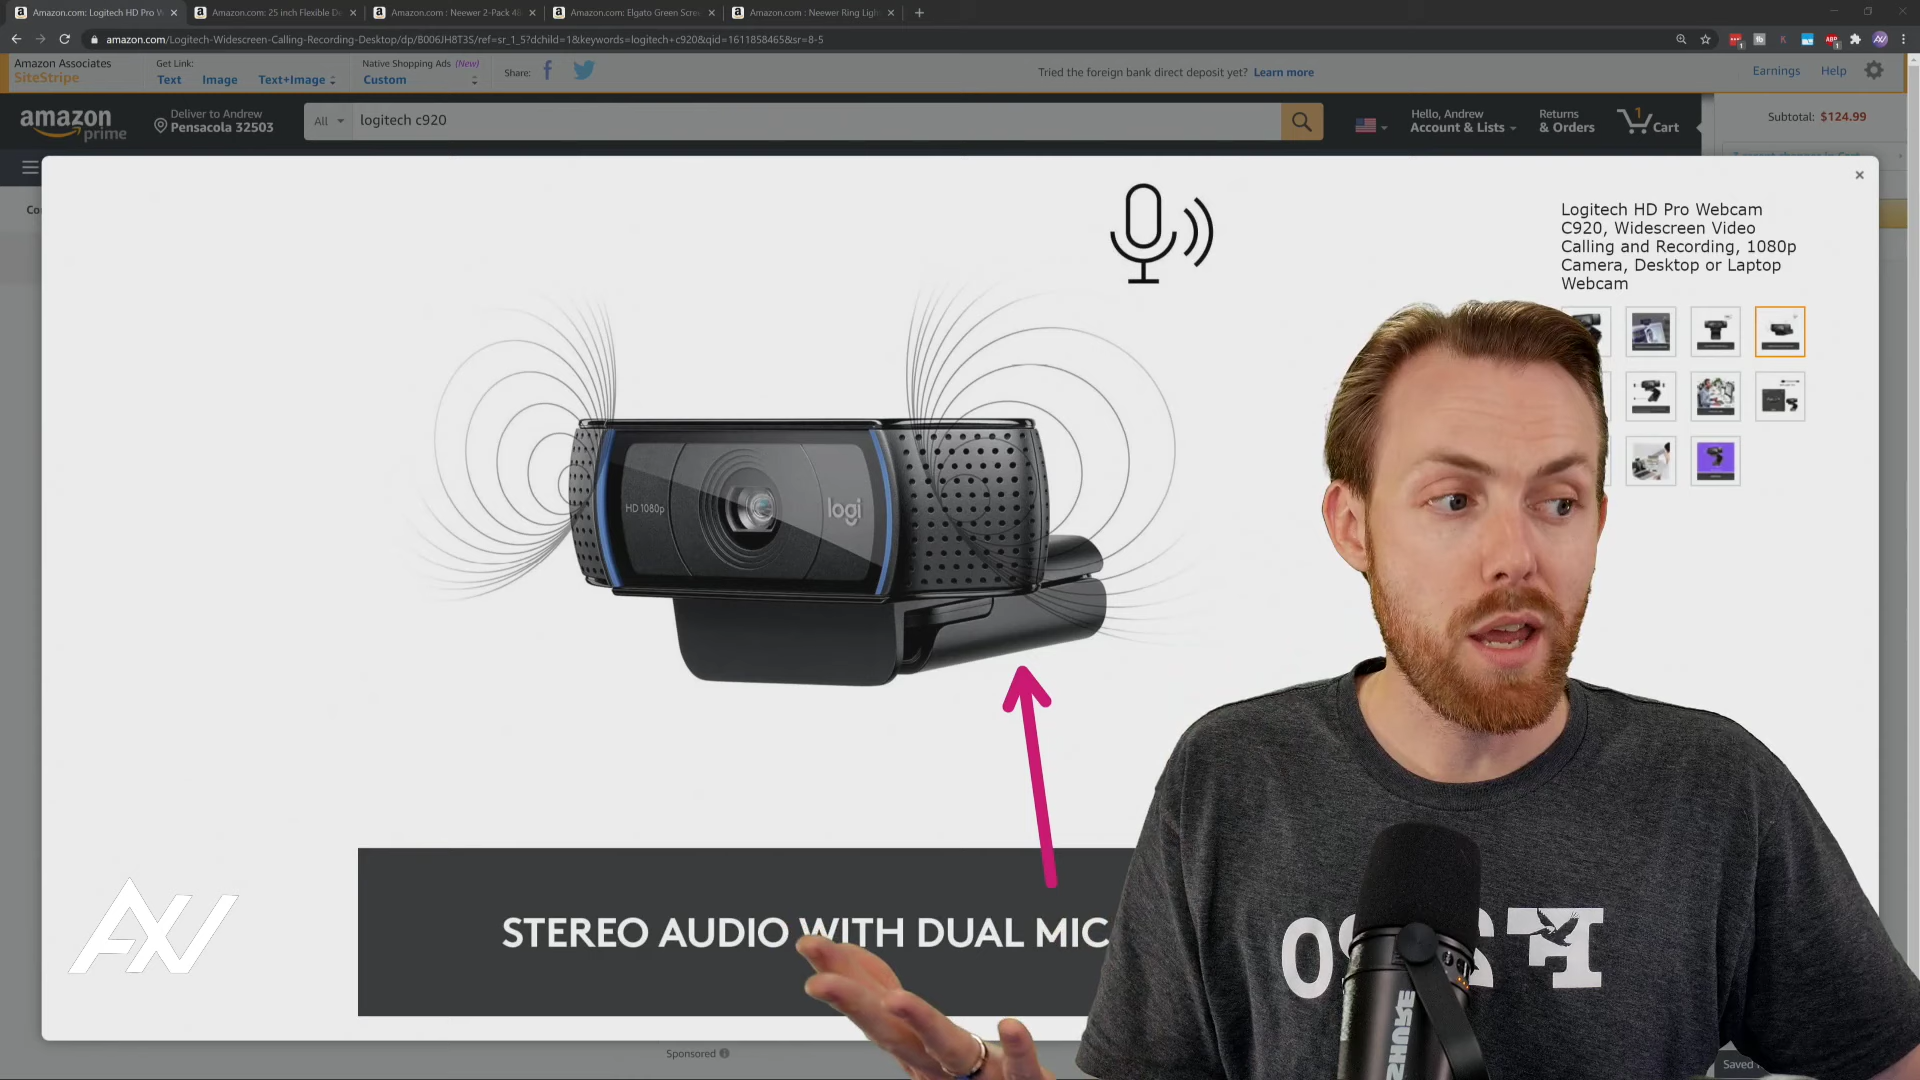 Amazon.com: Logitech HD Pro W
Amazon.com: 25 inch Flexible De
Amazon.com : Neewer 2-Pack 48
Amazon.com: Elgato Green Scree
Amazon.com : Neewer Ring Light
amazon.com/Logitech-Widescreen-Calling-Recording-Desktop/dp/B006JH8T3S/ref=sr_1_5?dchild=1&keywords=logitech+c920&qid=1611858465&sr=8-5
Amazon Associates
SiteStripe
Get Link:
Text
Image
Text+Image
Native Shopping Ads (New)
Custom
Share:
Tried the foreign bank direct deposit yet? Learn more
Earnings
Help
amazon prime
Deliver to Andrew
Pensacola 32503
All
logitech c920
Hello, Andrew
Account & Lists
Returns
& Orders
1
Cart
Subtotal: $124.99
Co
Logitech HD Pro Webcam
C920, Widescreen Video
Calling and Recording, 1080p
Camera, Desktop or Laptop
Webcam
HD 1080p
logi
STEREO AUDIO WITH DUAL MIC
SHURE
Sponsored
Saved